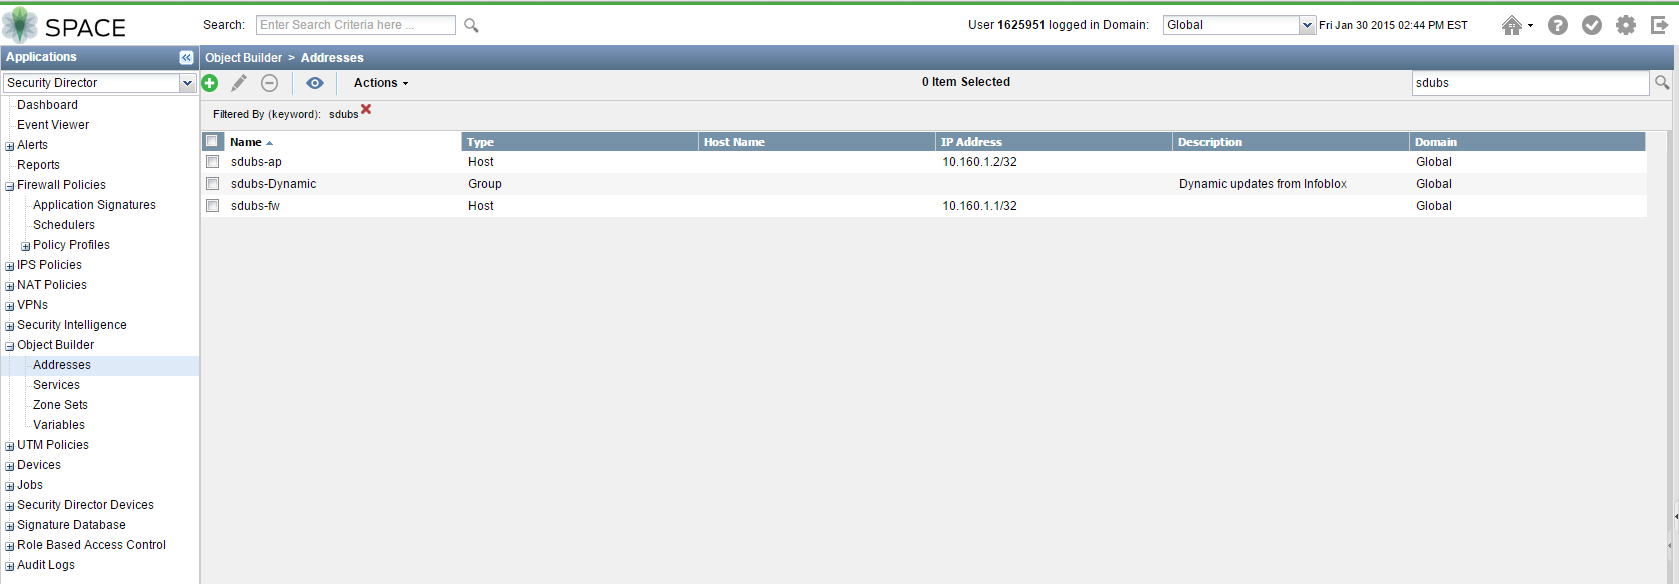 SPACE
Search: Enter Search Criteria here ... User 1625951 logged in Domain: Global Fri Jan 30 2015 02:44 PM EST
Applications
Security Director
Dashboard
Event Viewer
Alerts
Reports
Firewall Policies
Application Signatures
Schedulers
Policy Profiles
IPS Policies
NAT Policies
VPNs
Security Intelligence
Object Builder
Addresses
Services
Zone Sets
Variables
UTM Policies
Devices
Jobs
Security Director Devices
Signature Database
Role Based Access Control
Audit Logs
Object Builder > Addresses
Actions 0 Item Selected sdubs
Filtered By (keyword): sdubs
Name Type Host Name IP Address Description Domain
sdubs-ap Host 10.160.1.2/32 Global
sdubs-Dynamic Group Dynamic updates from Infoblox Global
sdubs-fw Host 10.160.1.1/32 Global